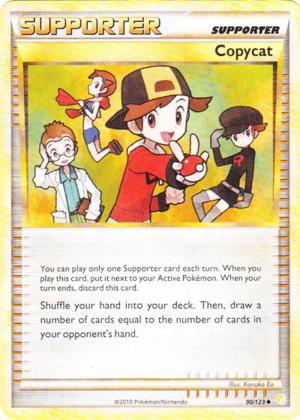 SUPPORTER
SUPPORTER
Copycat
You can play only one Supporter card each turn. When you
play this card, put it next to your Active Pokémon. When your
turn ends, discard this card.
Shuffle your hand into your deck. Then, draw a
number of cards equal to the number of cards in
your opponent's hand.
Illus. Kanako Eo
©2010 Pokémon/Nintendo
90/123